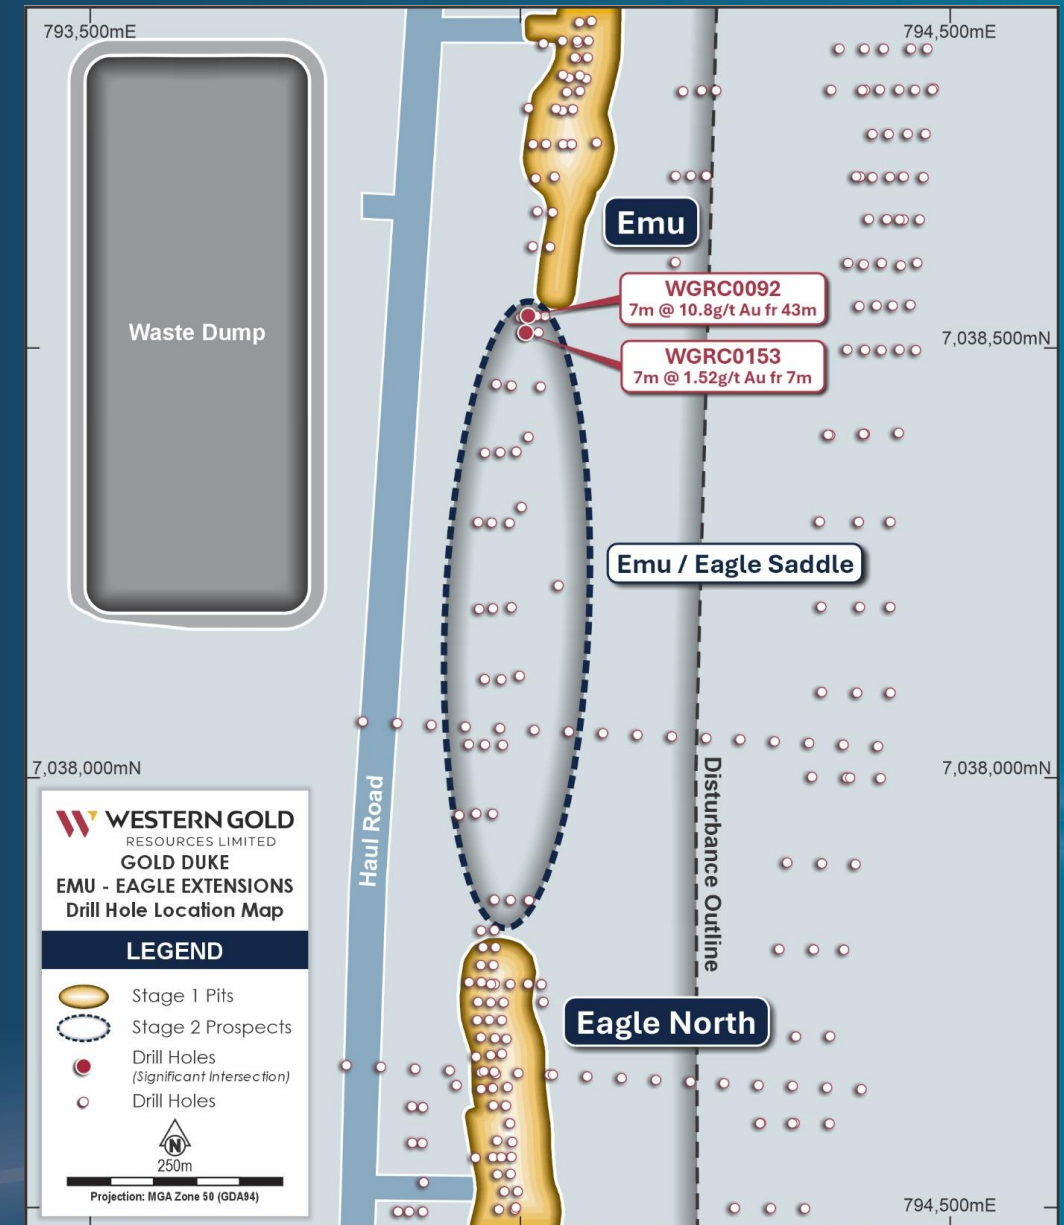 793,500mE
794,500mE
Emu
Waste Dump
WGRC0092
7m @ 10.8g/t Au fr 43m
7,038,500mN
WGRC0153
7m @ 1.52g/t Au fr 7m
Emu / Eagle Saddle
7,038,000mN
7,038,000mN
Haul Road
Disturbance Outline
WESTERN GOLD
RESOURCES LIMITED
GOLD DUKE
EMU - EAGLE EXTENSIONS
Drill Hole Location Map
LEGEND
Stage 1 Pits
Stage 2 Prospects
Drill Holes
(Significant Intersection)
Drill Holes
N
250m
Projection: MGA Zone 50 (GDA94)
Eagle North
794,500mE